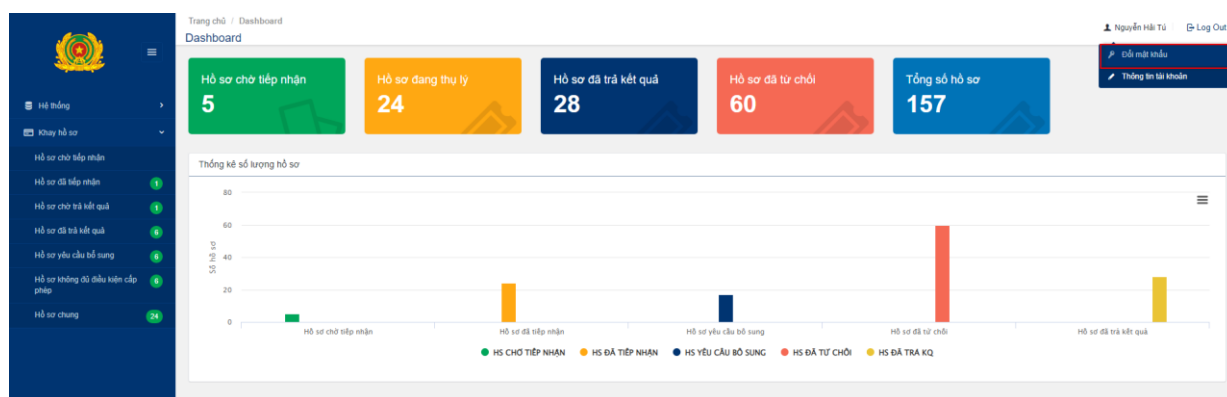 Trang chủ / Dashboard
Dashboard
Nguyễn Hải Tú
Log Out
Đổi mật khẩu
Thông tin tài khoản
Hệ thống
Khay hồ sơ
Hồ sơ chờ tiếp nhận
Hồ sơ đã tiếp nhận 1
Hồ sơ chờ trả kết quả 1
Hồ sơ đã trả kết quả 6
Hồ sơ yêu cầu bổ sung 6
Hồ sơ không đủ điều kiện cấp 6
phép
Hồ sơ chung 24
Hồ sơ chờ tiếp nhận
5
Hồ sơ đang thụ lý
24
Hồ sơ đã trả kết quả
28
Hồ sơ đã từ chối
60
Tổng số hồ sơ
157
Thống kê số lượng hồ sơ
Số hồ sơ
80
60
40
20
0
Hồ sơ chờ tiếp nhận
Hồ sơ đã tiếp nhận
Hồ sơ yêu cầu bổ sung
Hồ sơ đã từ chối
Hồ sơ đã trả kết quả
HS CHỜ TIẾP NHẬN
HS ĐÃ TIẾP NHẬN
HS YÊU CẦU BỔ SUNG
HS ĐÃ TỪ CHỐI
HS ĐÃ TRẢ KQ